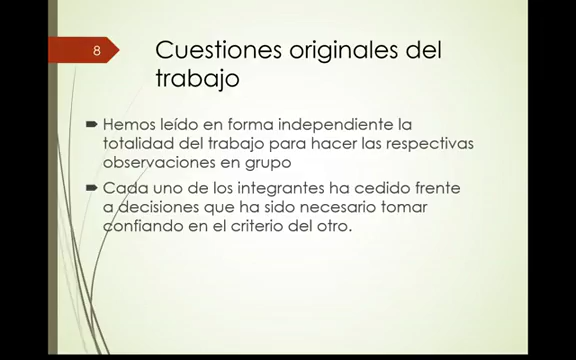 8
Cuestiones originales del
trabajo
Hemos leído en forma independiente la
totalidad del trabajo para hacer las respectivas
observaciones en grupo
Cada uno de los integrantes ha cedido frente
a decisiones que ha sido necesario tomar
confiando en el criterio del otro.